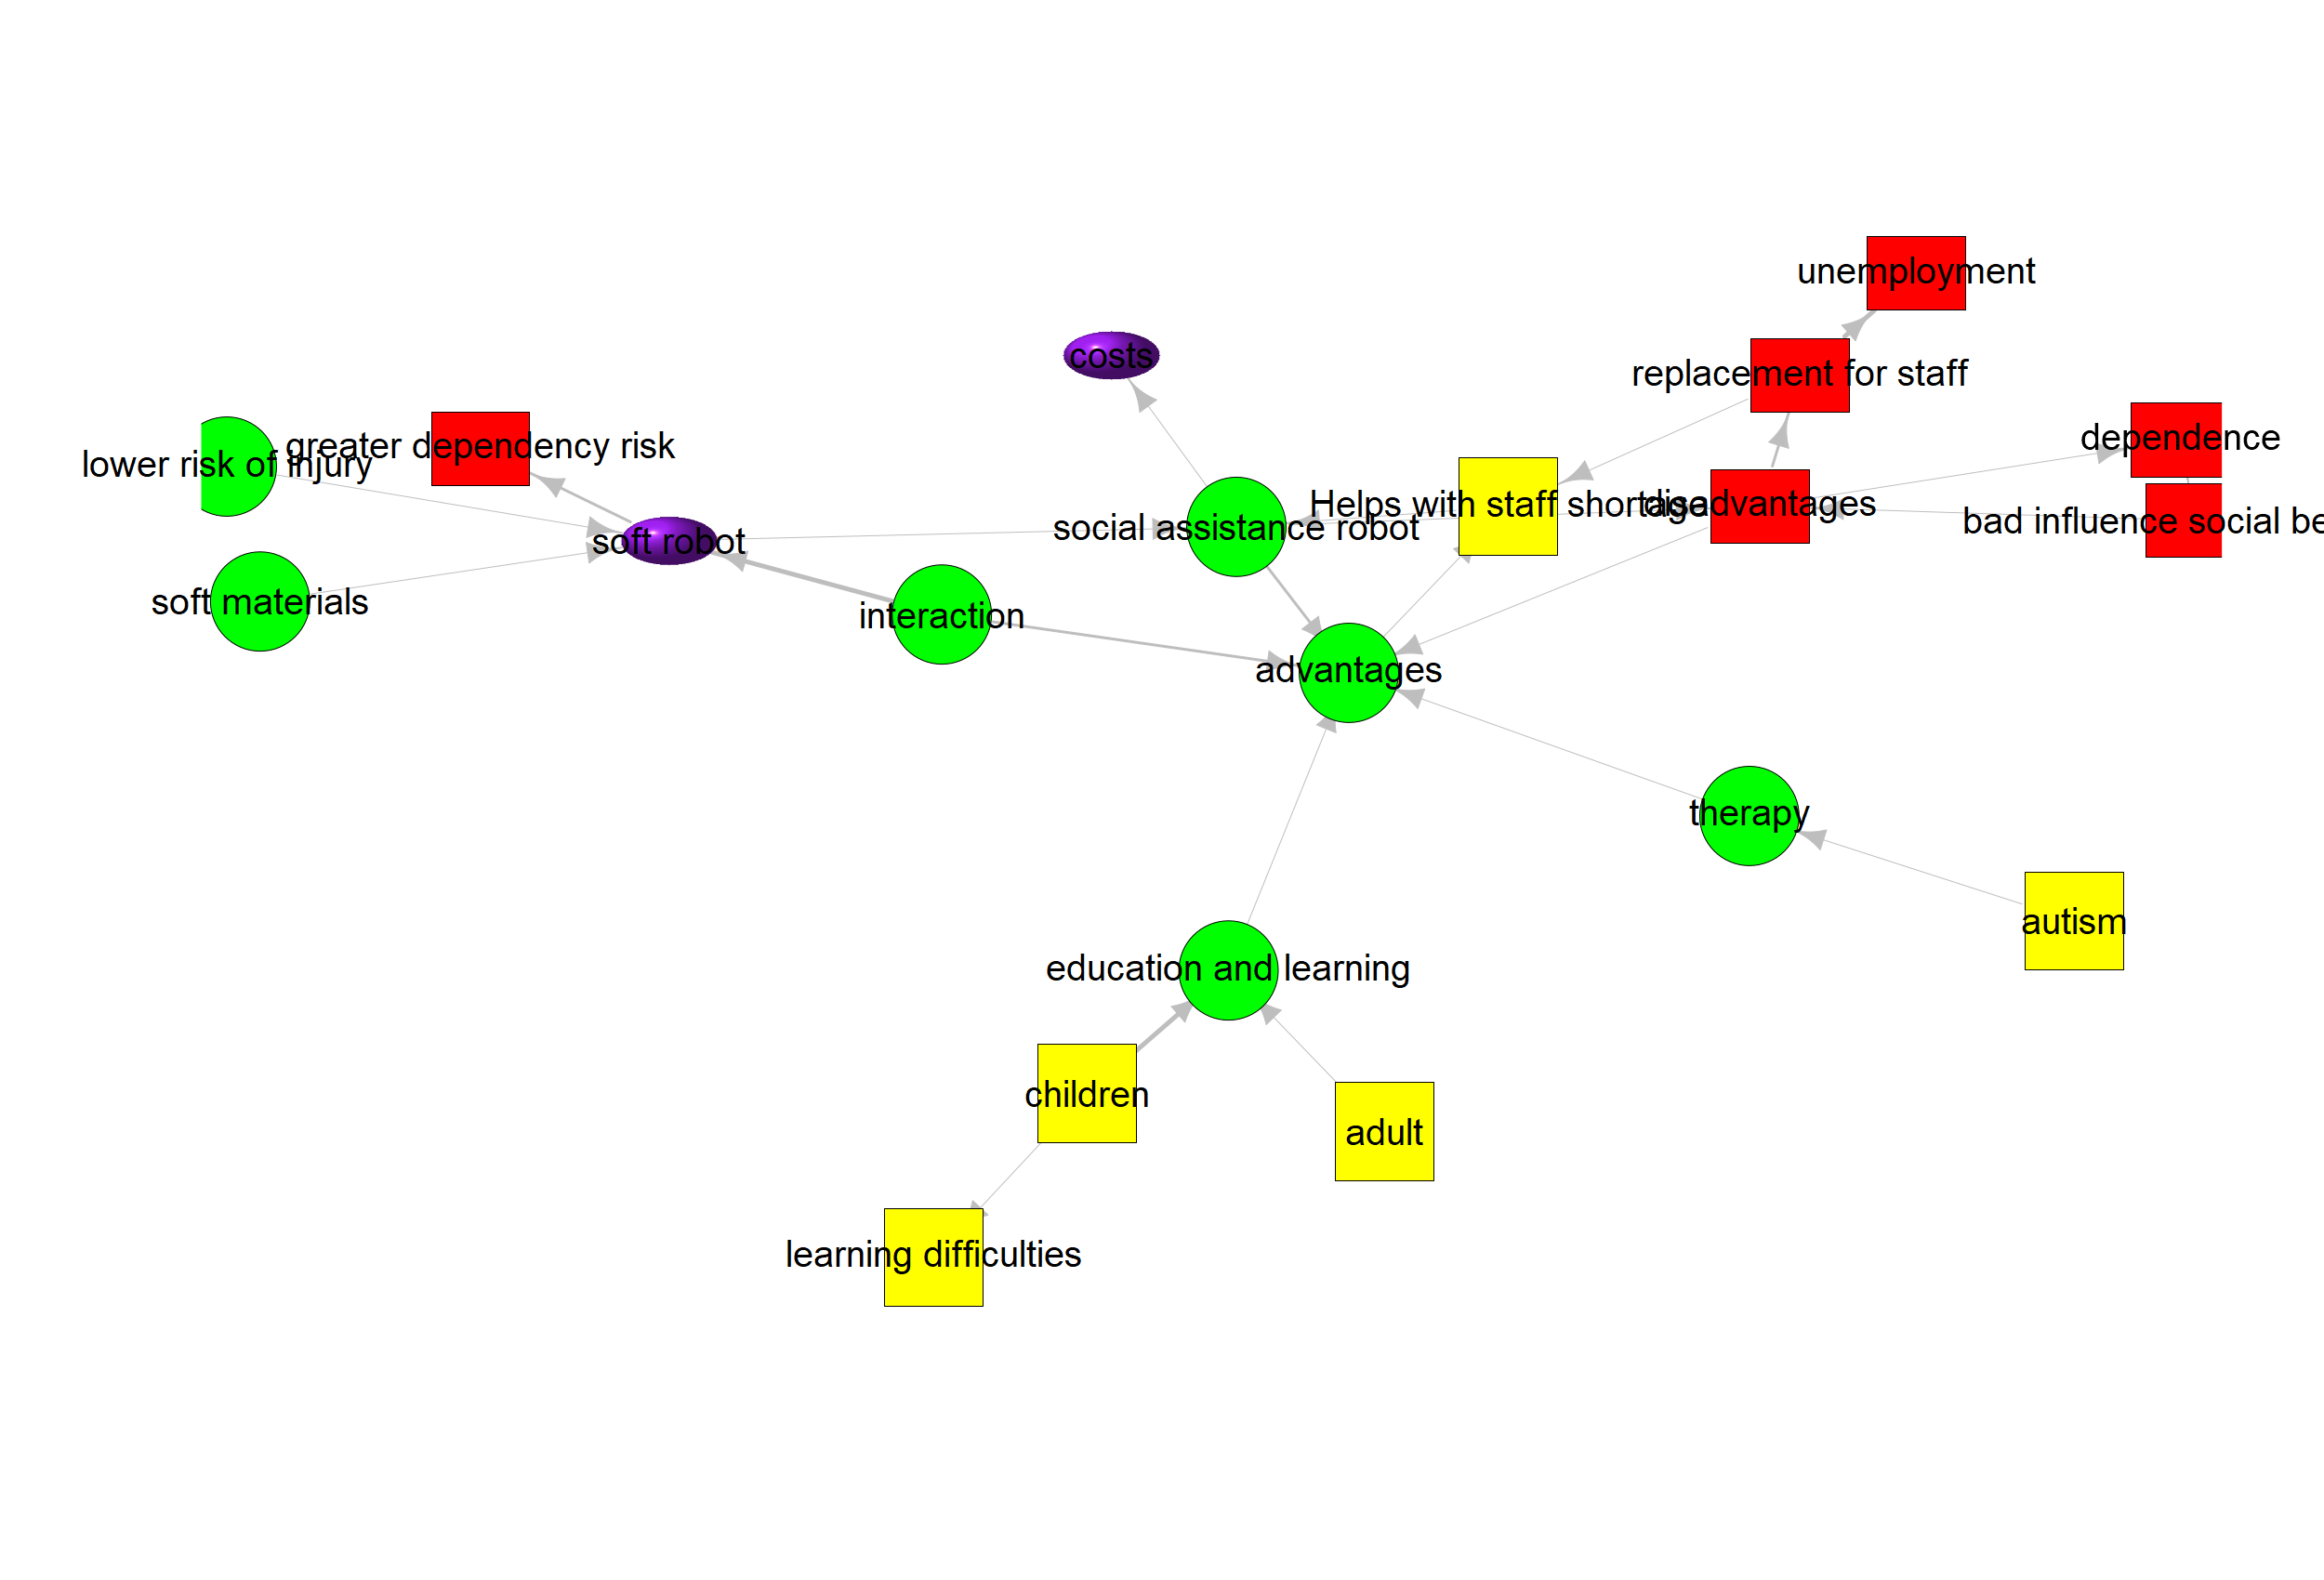 unemployment
costs
replacement for staff
dependence
greater dependency risk
lower risk of injury
Helps with staff shortage
disadvantages
bad influence social be
social assistance robot
soft robot
soft materials
interaction
advantages
therapy
autism
education and learning
children
adult
learning difficulties